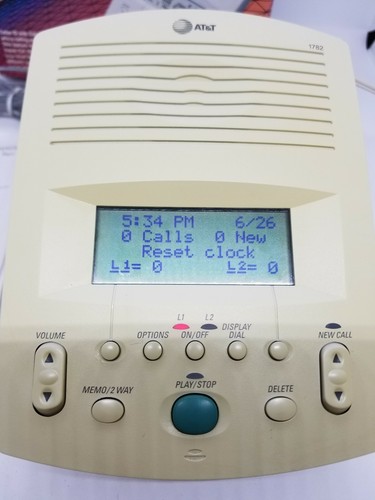 AT&T
1782
5:34 PM 6/26
0 Calls 0 New
Reset clock
L1= 0 L2= 0
L1 L2
VOLUME OPTIONS ON/OFF DISPLAY DIAL NEW CALL
MEMO/2 WAY PLAY/STOP DELETE